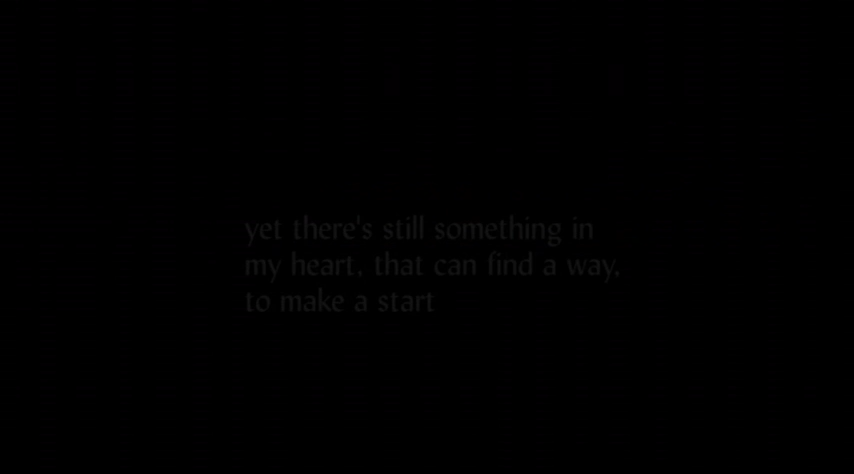 yet there's still something in
my heart, that can find a way,
to make a start